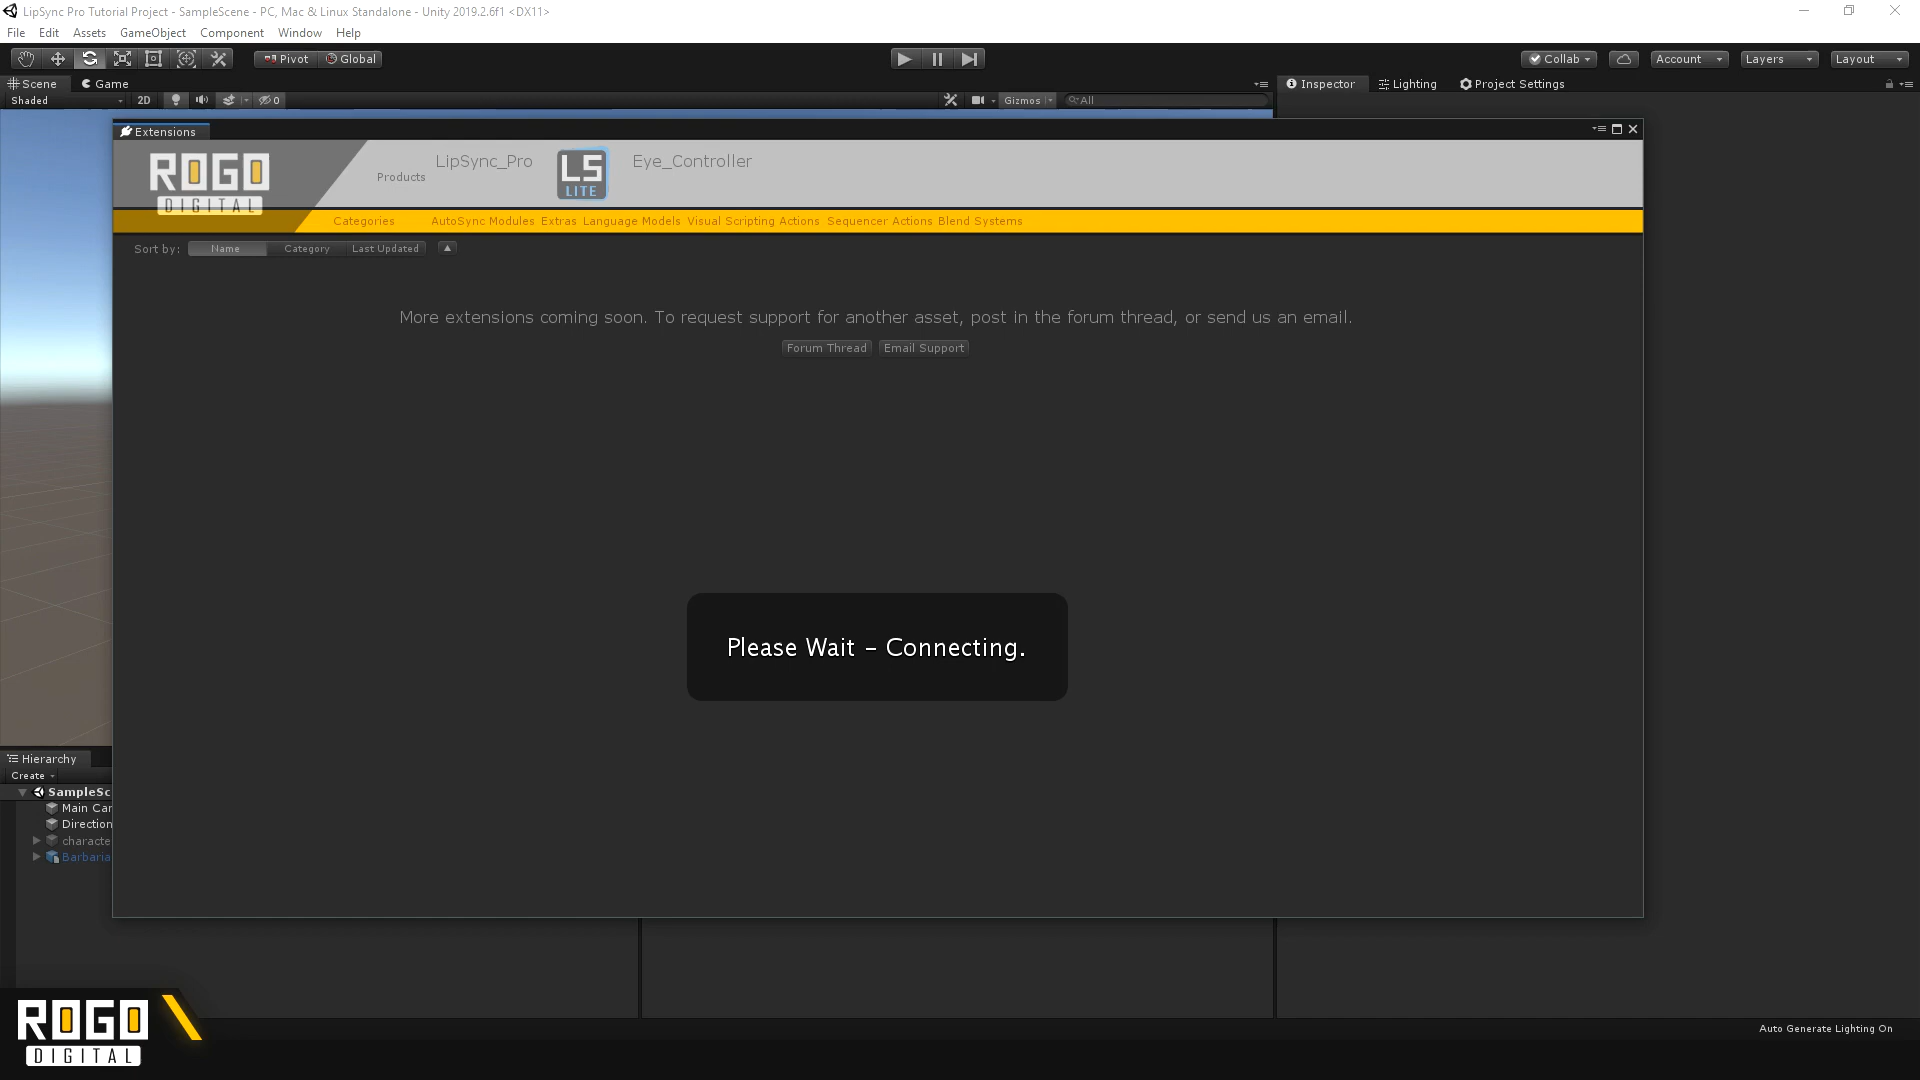 LipSync Pro Tutorial Project - SampleScene - PC, Mac & Linux Standalone - Unity 2019.2.6f1 <DX11>
File Edit Assets GameObject Component Window Help
Pivot Global Collab Account Layers Layout
Scene Game Inspector Lighting Project Settings
Shaded 2D 0 Gizmos All
Extensions
ROGO
DIGITAL
Products LipSync_Pro LS LITE Eye_Controller
Categories AutoSync Modules Extras Language Models Visual Scripting Actions Sequencer Actions Blend Systems
Sort by: Name Category Last Updated
More extensions coming soon. To request support for another asset, post in the forum thread, or send us an email.
Forum Thread Email Support
Please Wait - Connecting.
Hierarchy
Create
SampleSc
Main Car
Direction
characte
Barbaria
ROGO
DIGITAL
Auto Generate Lighting On